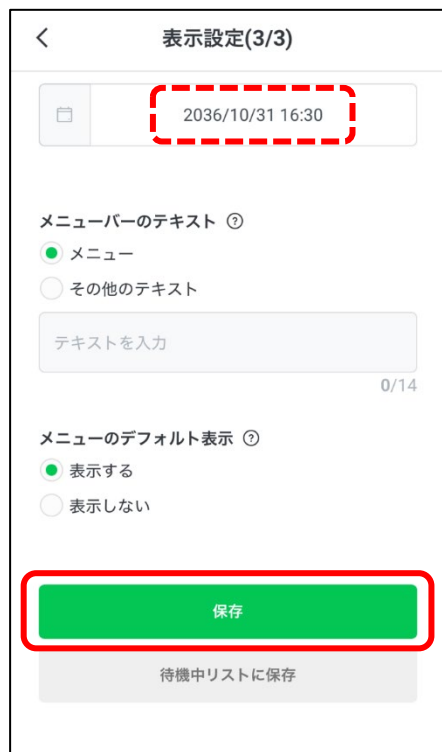 表示設定(3/3)
2036/10/31 16:30
メニューバーのテキスト ?
メニュー
その他のテキスト
テキストを入力
0/14
メニューのデフォルト表示 ?
表示する
表示しない
保存
待機中リストに保存